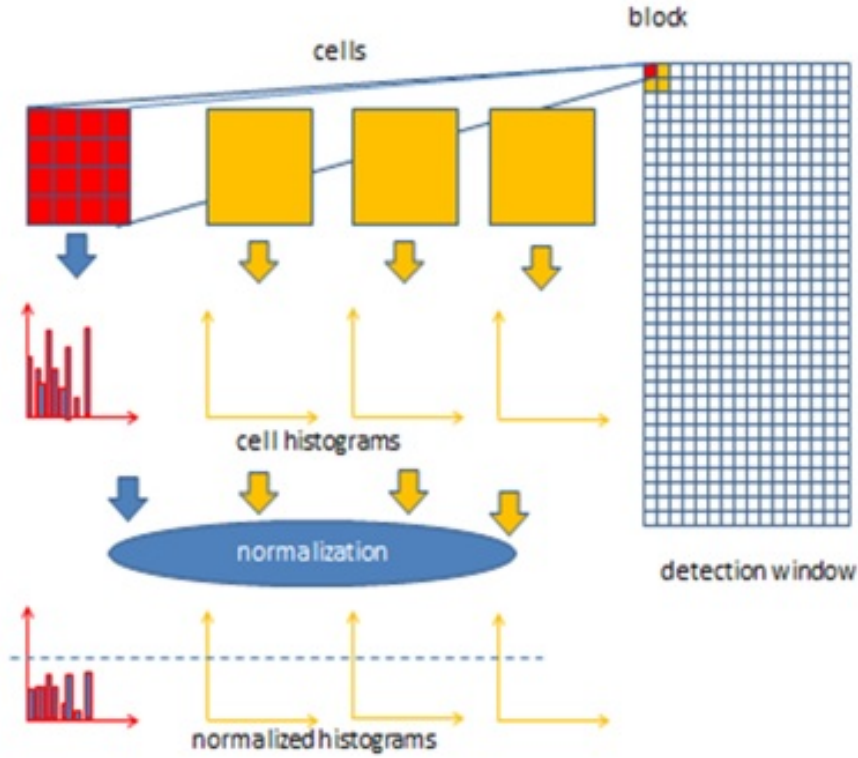 block
cells
cell histograms
normalization
detection window
normalized histograms